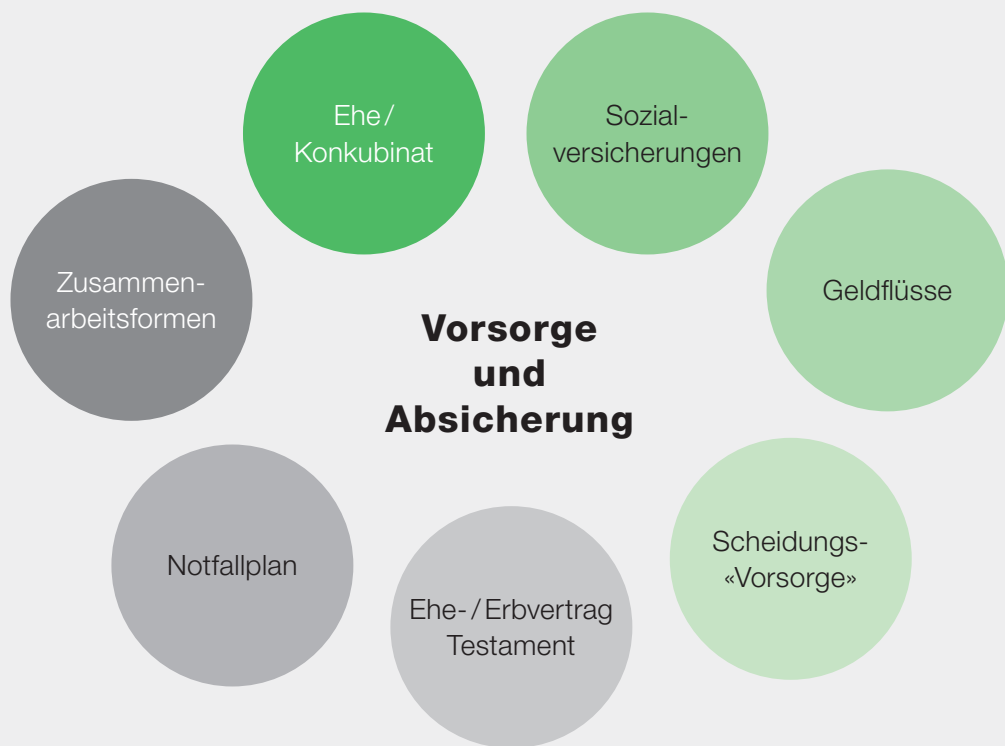 Ehe /
Konkubinat
Sozial-
versicherungen
Geldflüsse
Scheidungs-
«Vorsorge»
Ehe- / Erbvertrag
Testament
Notfallplan
Zusammen-
arbeitsformen
Vorsorge
und
Absicherung